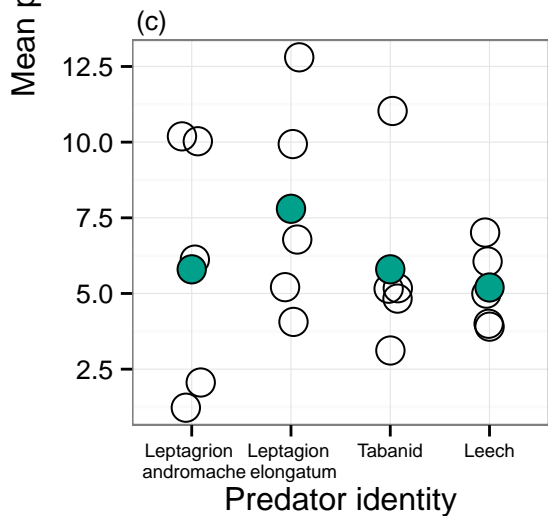 (c)
Mean p
12.5
10.0
7.5
5.0
2.5
Leptagrion Leptagion Tabanid Leech
andromache elongatum
Predator identity